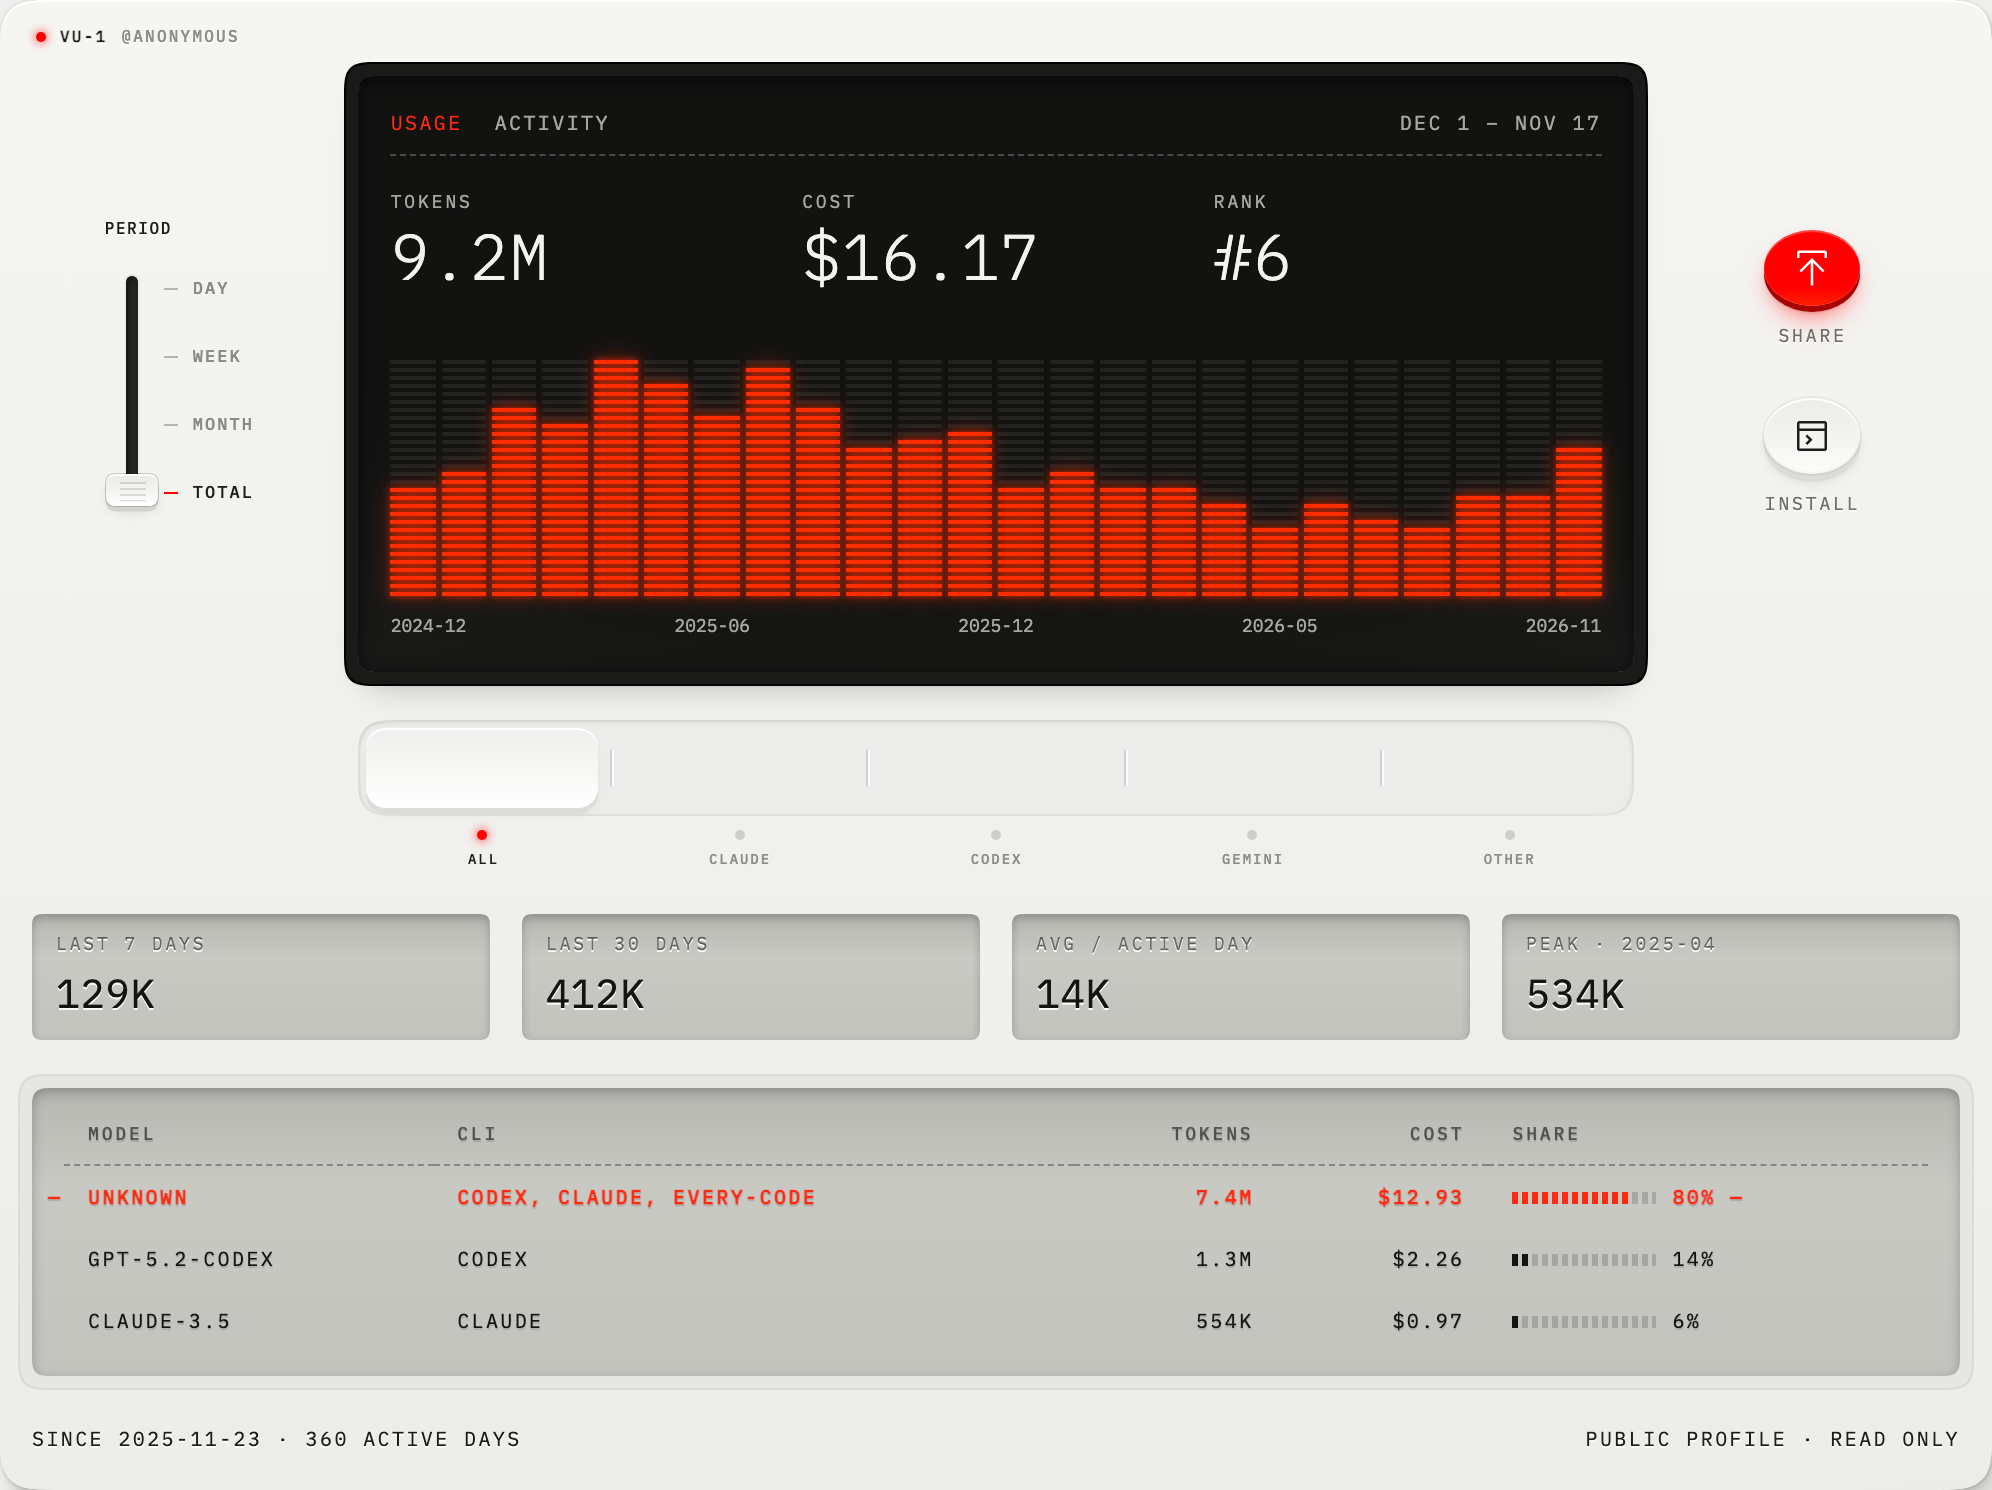 VU-1 @ANONYMOUS
USAGE ACTIVITY DEC 1 – NOV 17
TOKENS COST RANK
9.2M $16.17 #6
PERIOD
DAY
WEEK
MONTH
TOTAL
SHARE
INSTALL
2024-12 2025-06 2025-12 2026-05 2026-11
ALL CLAUDE CODEX GEMINI OTHER
LAST 7 DAYS
129K
LAST 30 DAYS
412K
AVG / ACTIVE DAY
14K
PEAK · 2025-04
534K
MODEL CLI TOKENS COST SHARE
– UNKNOWN CODEX, CLAUDE, EVERY-CODE 7.4M $12.93 80% –
GPT-5.2-CODEX CODEX 1.3M $2.26 14%
CLAUDE-3.5 CLAUDE 554K $0.97 6%
SINCE 2025-11-23 · 360 ACTIVE DAYS PUBLIC PROFILE · READ ONLY